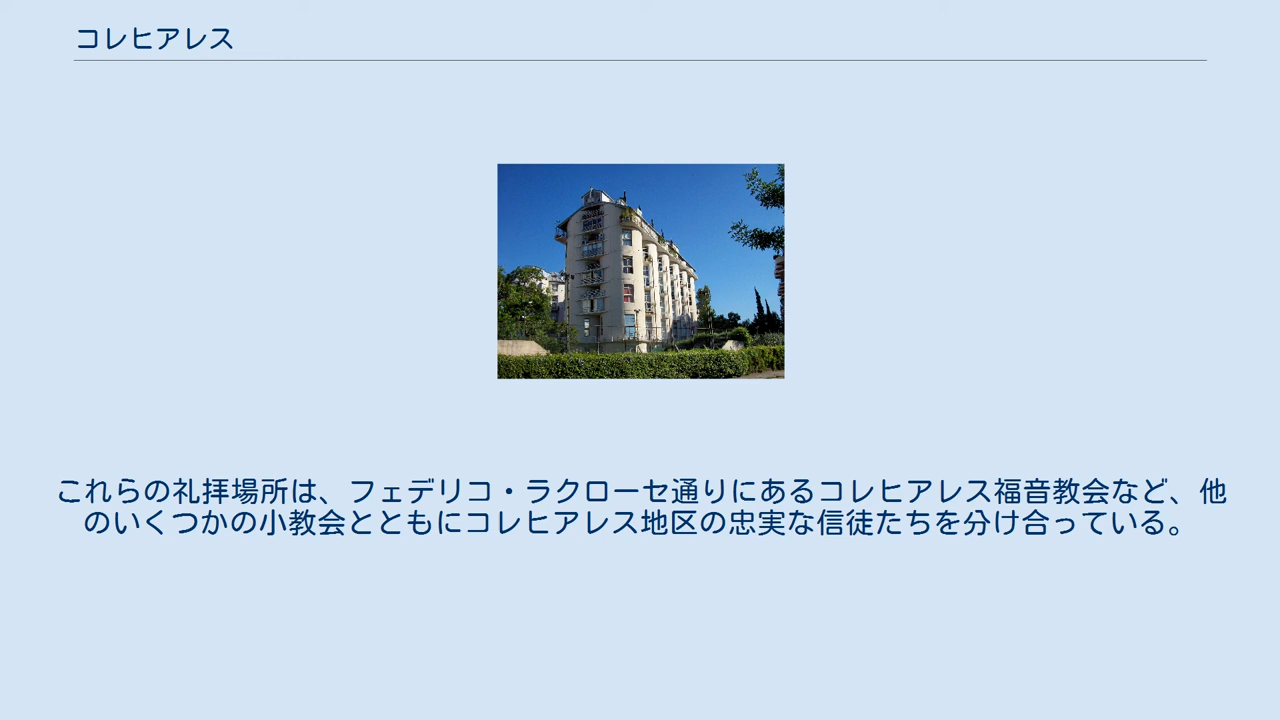 コレヒアレス
これらの礼拝場所は、フェデリコ・ラクローセ通りにあるコレヒアレス福音教会など、他
のいくつかの小教会とともにコレヒアレス地区の忠実な信徒たちを分け合っている。